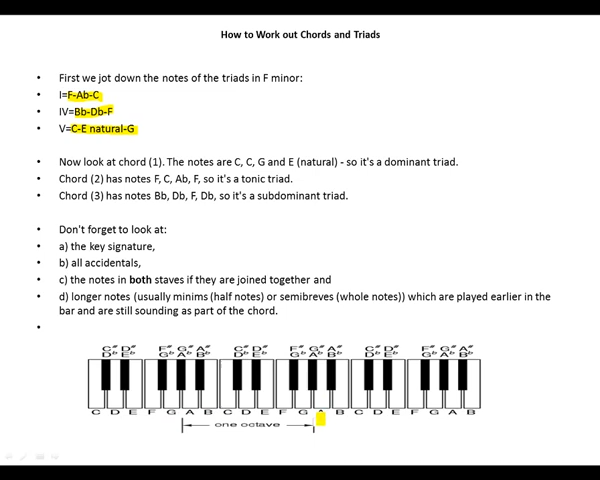 How to Work out Chords and Triads
• First we jot down the notes of the triads in F minor:
• I=F-Ab-C
• IV=Bb-Db-F
• V=C-E natural-G
• Now look at chord (1). The notes are C, C, G and E (natural) - so it's a dominant triad.
• Chord (2) has notes F, C, Ab, F, so it's a tonic triad.
• Chord (3) has notes Bb, Db, F, Db, so it's a subdominant triad.
• Don't forget to look at:
• a) the key signature,
• b) all accidentals,
• c) the notes in both staves if they are joined together and
• d) longer notes (usually minims (half notes) or semibreves (whole notes)) which are played earlier in the
bar and are still sounding as part of the chord.
•
C# D# F# G# A# C# D# F# G# A# C# D# F# G# A#
Db Eb Gb Ab Bb Db Eb Gb Ab Bb Db Eb Gb Ab Bb
C D E F G A B C D E F G B C D E F G A B
one octave